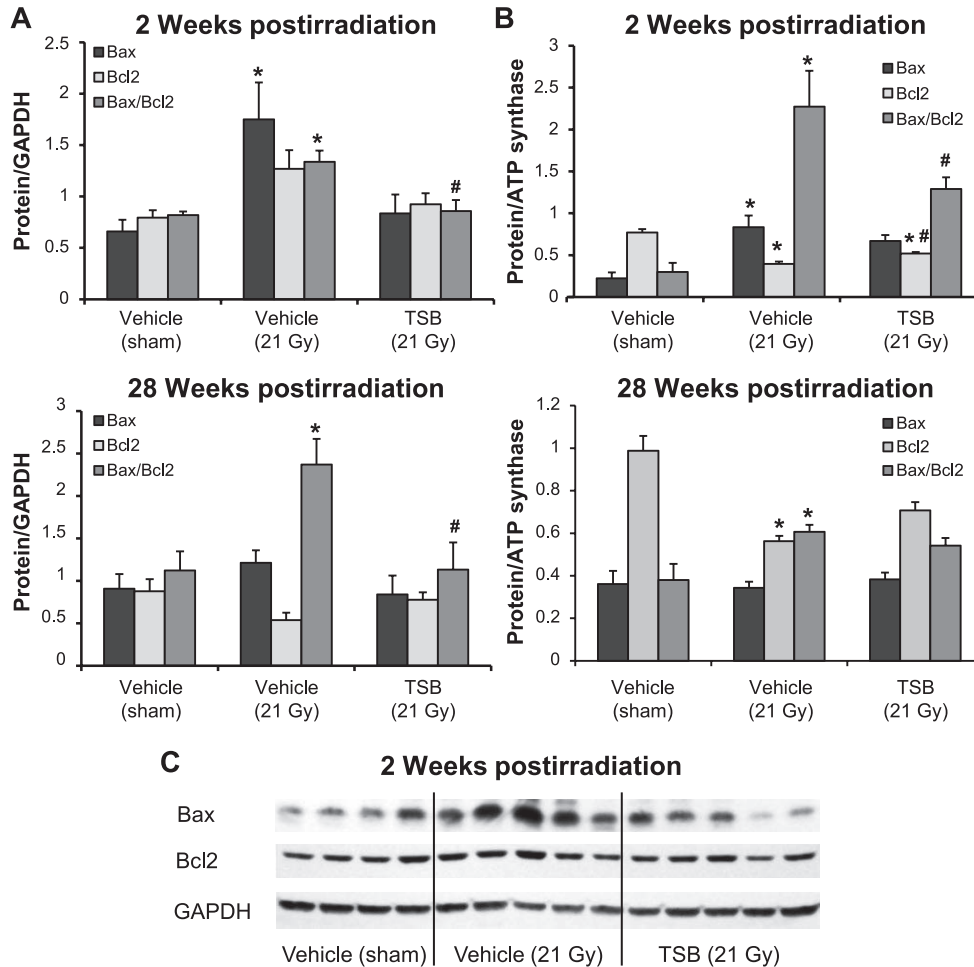 A
2 Weeks postirradiation
Protein/GAPDH
2.5
2
1.5
1
0.5
0
Bax
Bcl2
Bax/Bcl2
*
*
#
Vehicle
(sham)
Vehicle
(21 Gy)
TSB
(21 Gy)
B
2 Weeks postirradiation
Protein/ATP synthase
3
2.5
2
1.5
1
0.5
0
Bax
Bcl2
Bax/Bcl2
*
*
*
* #
#
Vehicle
(sham)
Vehicle
(21 Gy)
TSB
(21 Gy)
28 Weeks postirradiation
Protein/GAPDH
3
2.5
2
1.5
1
0.5
0
Bax
Bcl2
Bax/Bcl2
*
#
Vehicle
(sham)
Vehicle
(21 Gy)
TSB
(21 Gy)
28 Weeks postirradiation
Protein/ATP synthase
1.2
1
0.8
0.6
0.4
0.2
0
Bax
Bcl2
Bax/Bcl2
*
*
Vehicle
(sham)
Vehicle
(21 Gy)
TSB
(21 Gy)
C
2 Weeks postirradiation
Bax
Bcl2
GAPDH
Vehicle (sham) Vehicle (21 Gy) TSB (21 Gy)